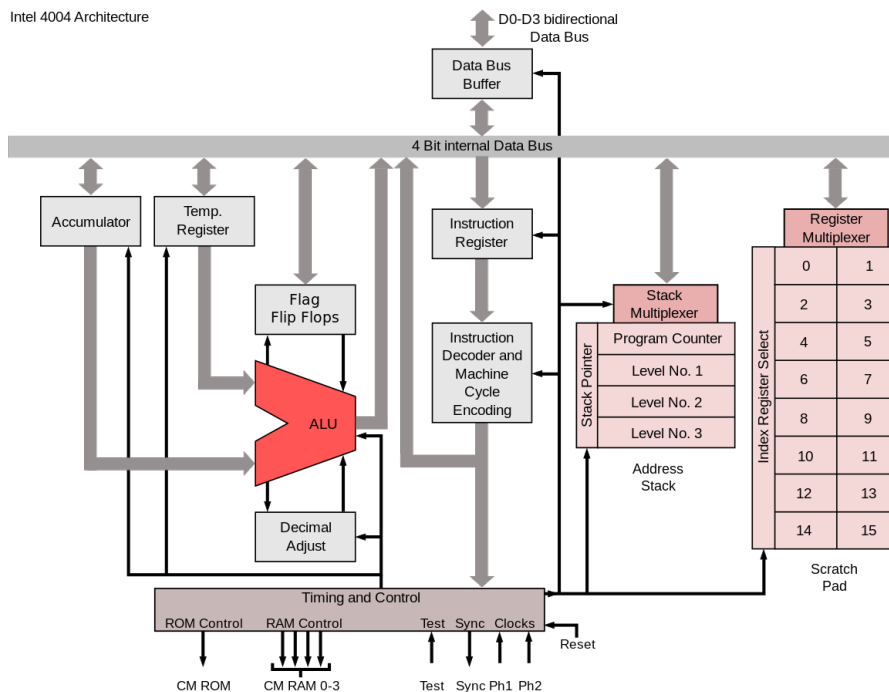 Intel 4004 Architecture
D0-D3 bidirectional
Data Bus
Data Bus
Buffer
4 Bit internal Data Bus
Accumulator
Temp.
Register
Instruction
Register
Register
Multiplexer
Flag
Flip Flops
Stack
Multiplexer
Instruction
Decoder and
Machine
Cycle
Encoding
ALU
Stack Pointer
Program Counter
Level No. 1
Level No. 2
Level No. 3
Address
Stack
Index Register Select
0 1
2 3
4 5
6 7
8 9
10 11
12 13
14 15
Scratch
Pad
Decimal
Adjust
Timing and Control
ROM Control RAM Control Test Sync Clocks
Reset
CM ROM CM RAM 0-3 Test Sync Ph1 Ph2